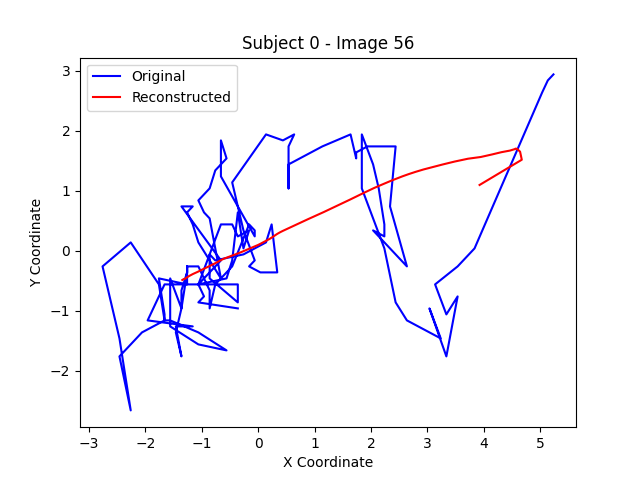 Subject 0 - Image 56
Original
Reconstructed
3
2
1
0
−1
−2
Y Coordinate
−3 −2 −1 0 1 2 3 4 5
X Coordinate